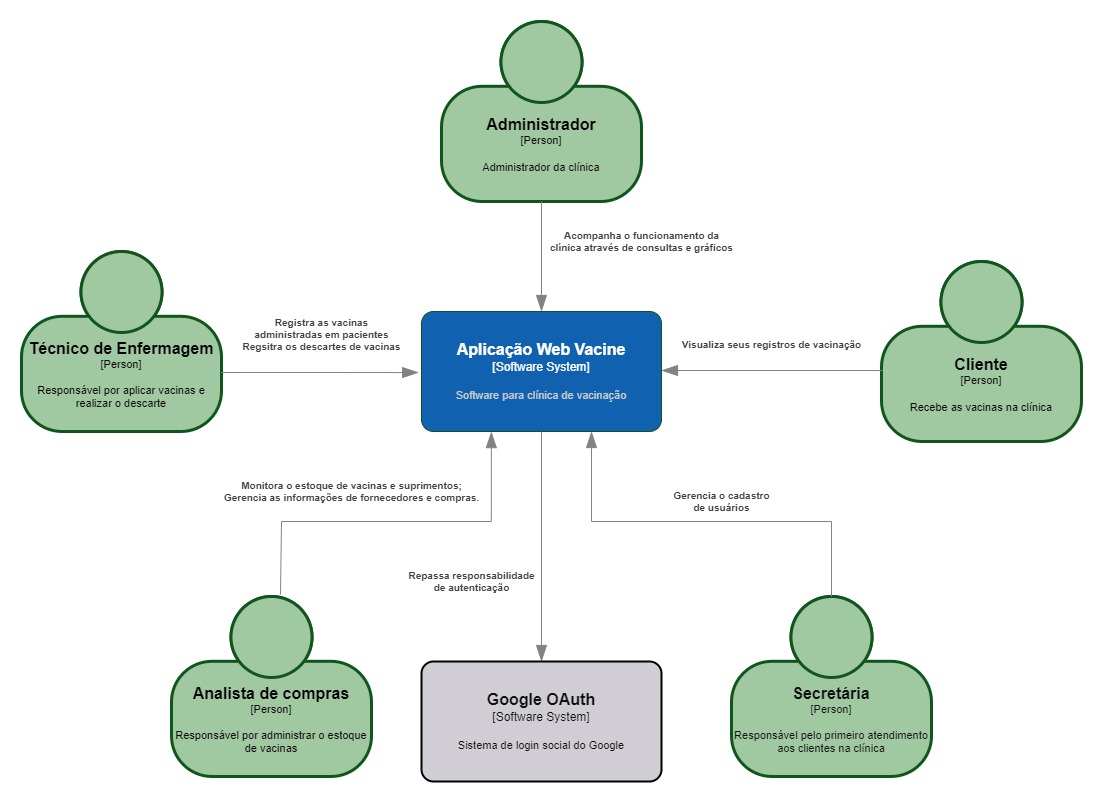 Administrador
[Person]
Administrador da clínica
Acompanha o funcionamento da
clínica através de consultas e gráficos
Técnico de Enfermagem
[Person]
Responsável por aplicar vacinas e
realizar o descarte
Registra as vacinas
administradas em pacientes
Regsitra os descartes de vacinas
Aplicação Web Vacine
[Software System]
Software para clínica de vacinação
Visualiza seus registros de vacinação
Cliente
[Person]
Recebe as vacinas na clínica
Monitora o estoque de vacinas e suprimentos;
Gerencia as informações de fornecedores e compras.
Gerencia o cadastro
de usuários
Repassa responsabilidade
de autenticação
Analista de compras
[Person]
Responsável por administrar o estoque
de vacinas
Google OAuth
[Software System]
Sistema de login social do Google
Secretária
[Person]
Responsável pelo primeiro atendimento
aos clientes na clínica